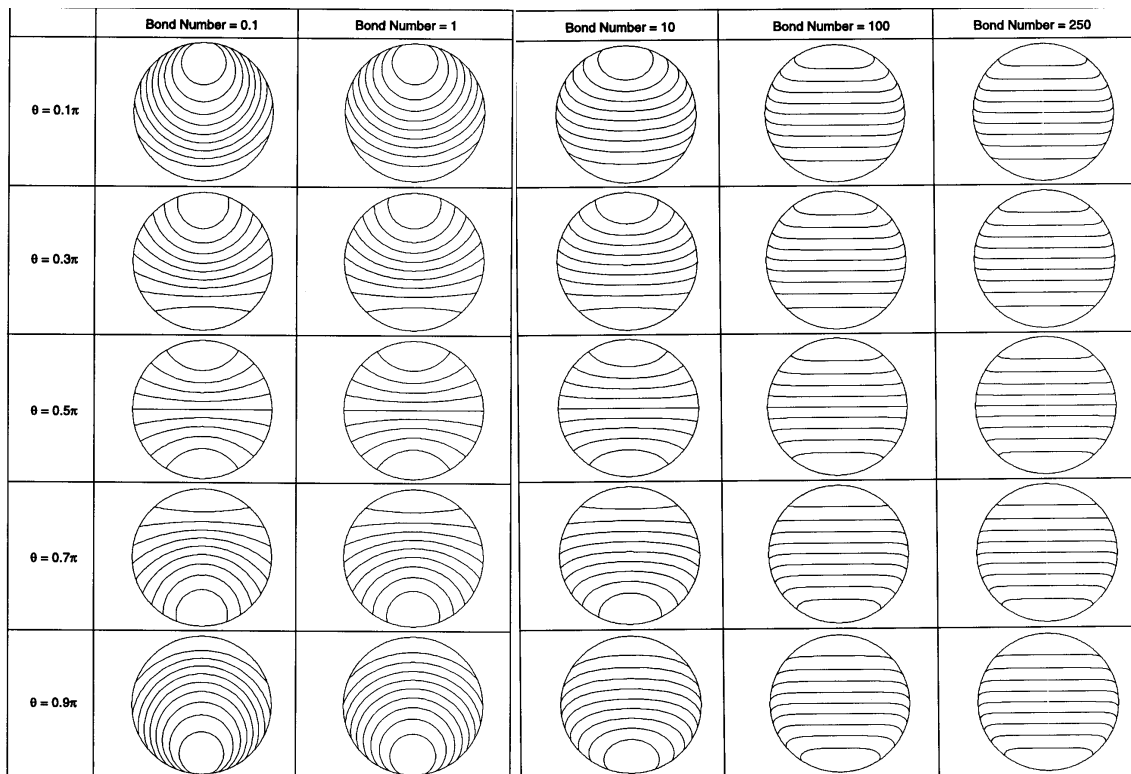 Bond Number = 0.1
Bond Number = 1
Bond Number = 10
Bond Number = 100
Bond Number = 250
θ = 0.1π
θ = 0.3π
θ = 0.5π
θ = 0.7π
θ = 0.9π